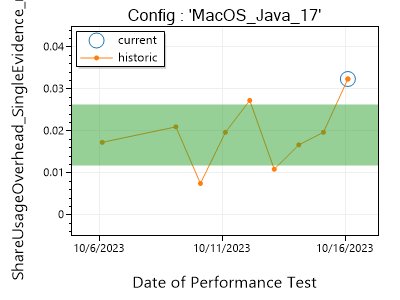 Config : 'MacOS_Java_17'
current
historic
ShareUsageOverhead_SingleEvidence_
0.04
0.03
0.02
0.01
0
10/6/2023
10/11/2023
10/16/2023
Date of Performance Test